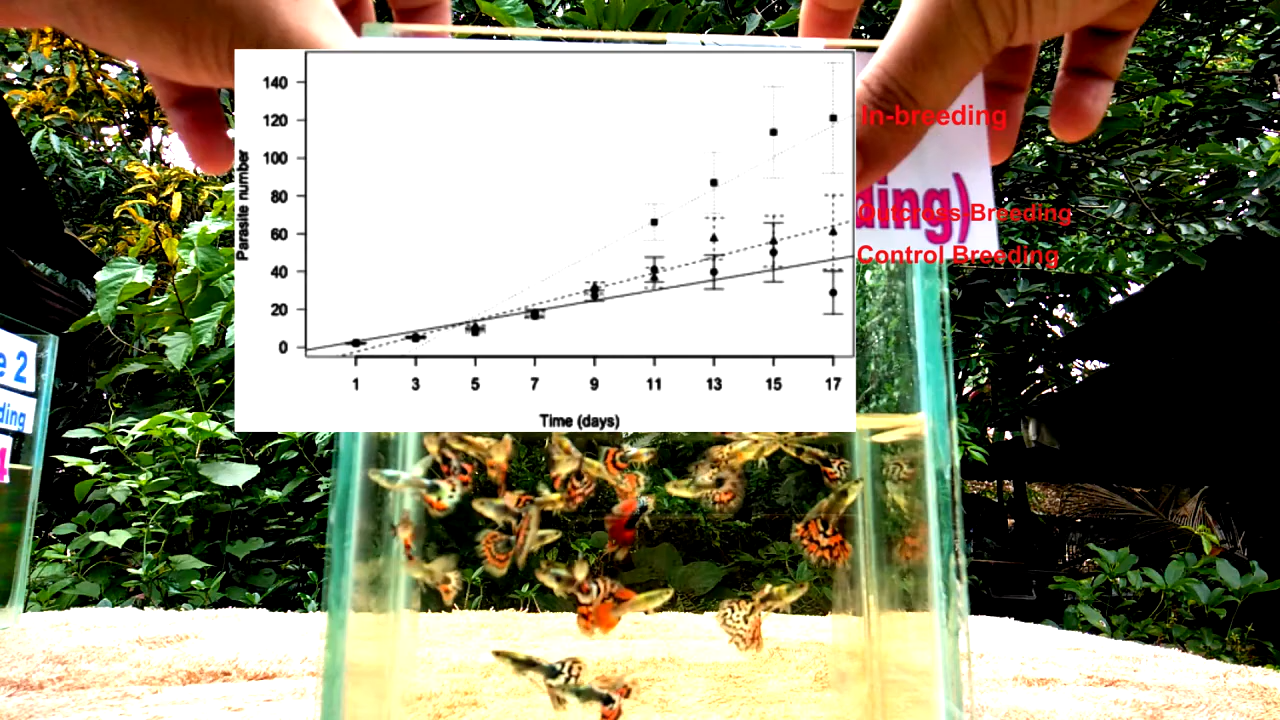 140
120
100
80
60
40
20
0
Parasite number
1 3 5 7 9 11 13 15 17
Time (days)
In-breeding
Outcross Breeding
Control Breeding
ding)
e 2
ding
4